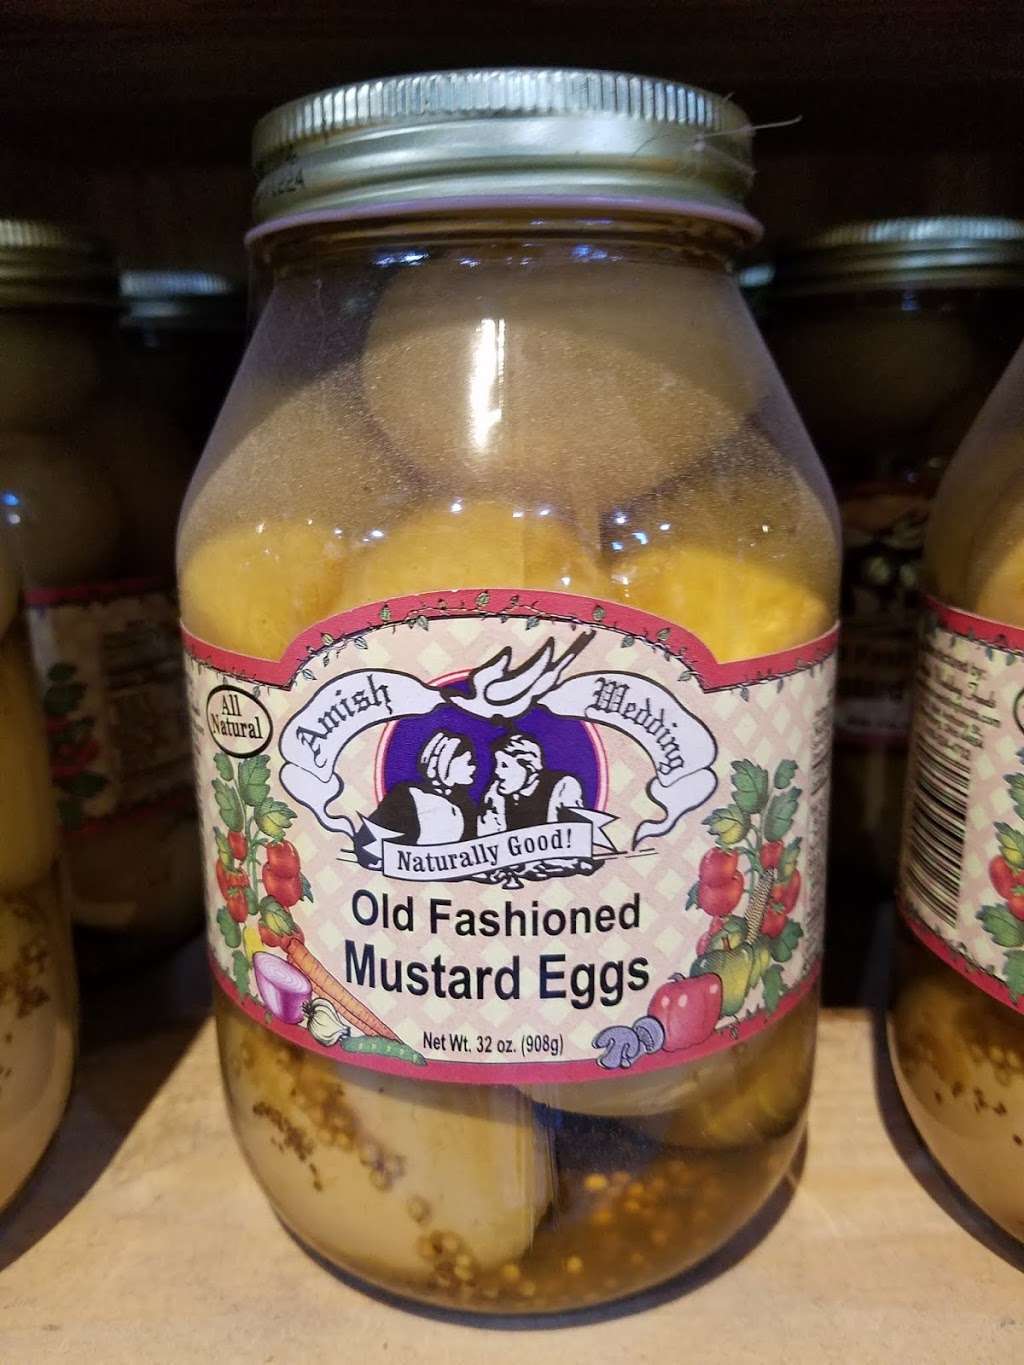 All
Natural
Amish Wedding
Naturally Good!
Old Fashioned
Mustard Eggs
Net Wt. 32 oz. (908g)